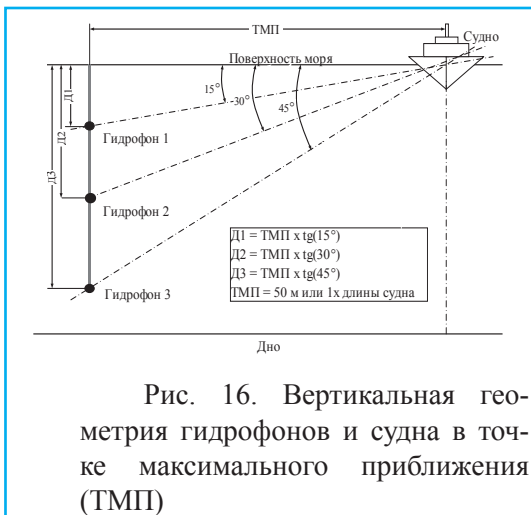 ТМП
Судно
Поверхность моря
Д1
Д2
Д3
15°
30°
45°
Гидрофон 1
Гидрофон 2
Гидрофон 3
Д1 = ТМП x tg(15°)
Д2 = ТМП x tg(30°)
Д3 = ТМП x tg(45°)
ТМП = 50 м или 1x длины судна
Дно
Рис. 16. Вертикальная гео-
метрия гидрофонов и судна в точ-
ке максимального приближения
(ТМП)